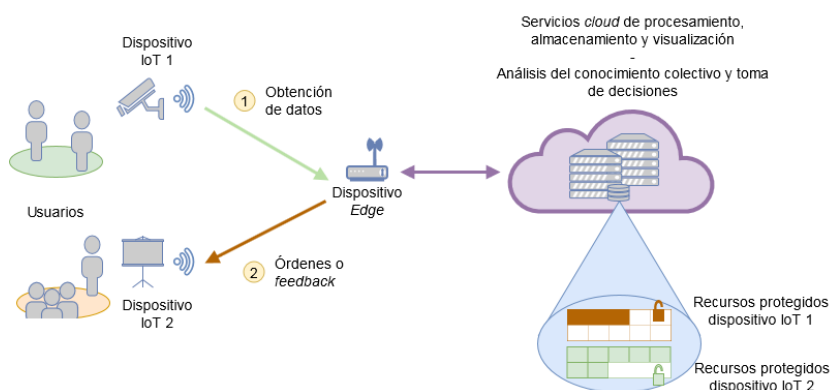 Servicios cloud de procesamiento,
almacenamiento y visualización
-
Análisis del conocimiento colectivo y toma
de decisiones
Dispositivo
IoT 1
1
Obtención
de datos
Dispositivo
Edge
Usuarios
2
Órdenes o
feedback
Dispositivo
IoT 2
Recursos protegidos
dispositivo IoT 1
Recursos protegidos
dispositivo IoT 2